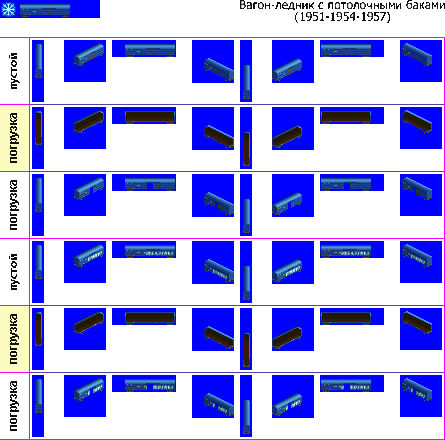 Вагон-ледник с потолочными баками
(1951-1954-1957)
пустой
погрузка
погрузка
пустой
погрузка
погрузка